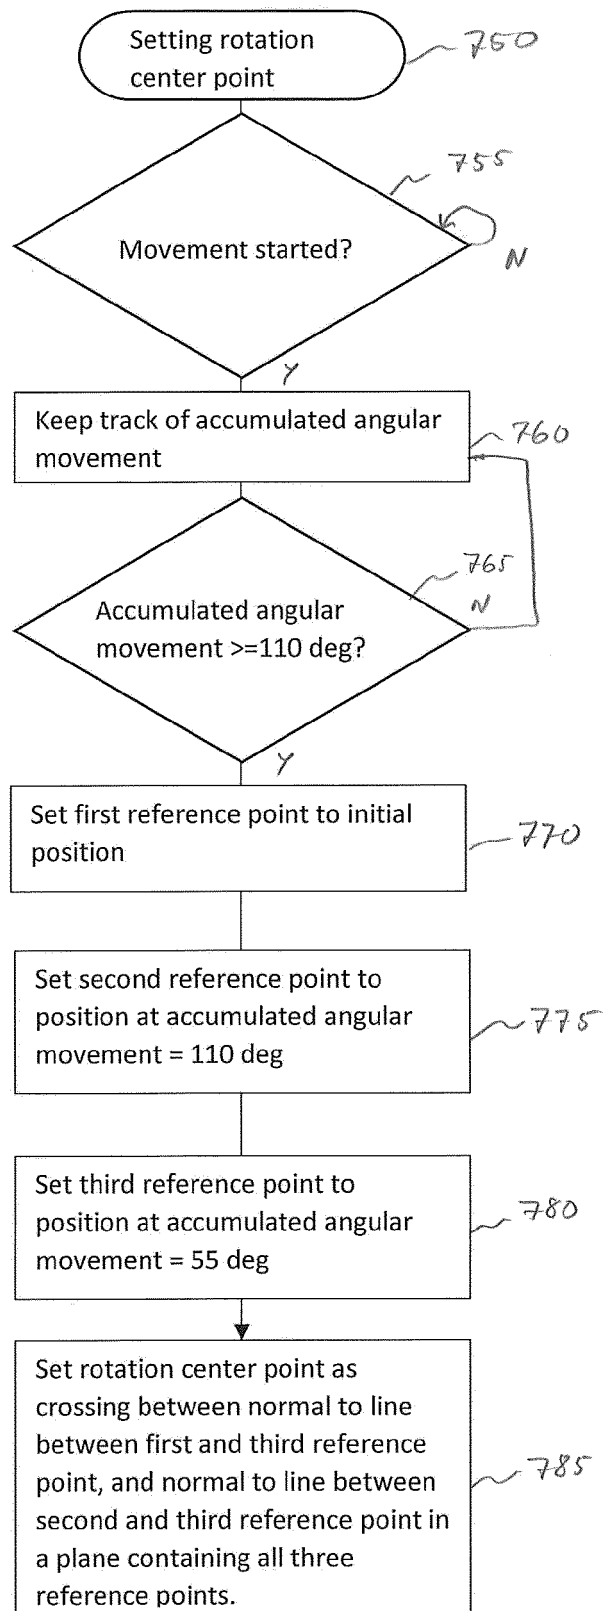 Setting rotation
center point
750
755
Movement started?
N
Y
Keep track of accumulated angular
movement
760
765
N
Accumulated angular
movement >=110 deg?
Y
Set first reference point to initial
position
770
Set second reference point to
position at accumulated angular
movement = 110 deg
775
Set third reference point to
position at accumulated angular
movement = 55 deg
780
Set rotation center point as
crossing between normal to line
between first and third reference
point, and normal to line between
second and third reference point in
a plane containing all three
reference points.
785